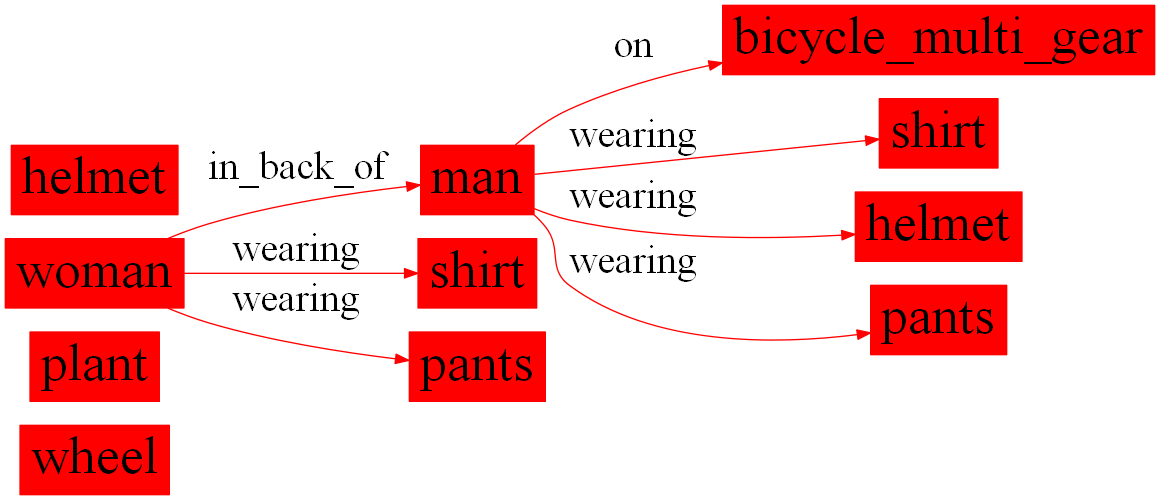 on
bicycle_multi_gear
helmet
in_back_of
man
wearing
shirt
woman
wearing
shirt
wearing
helmet
plant
wearing
pants
wearing
pants
wheel